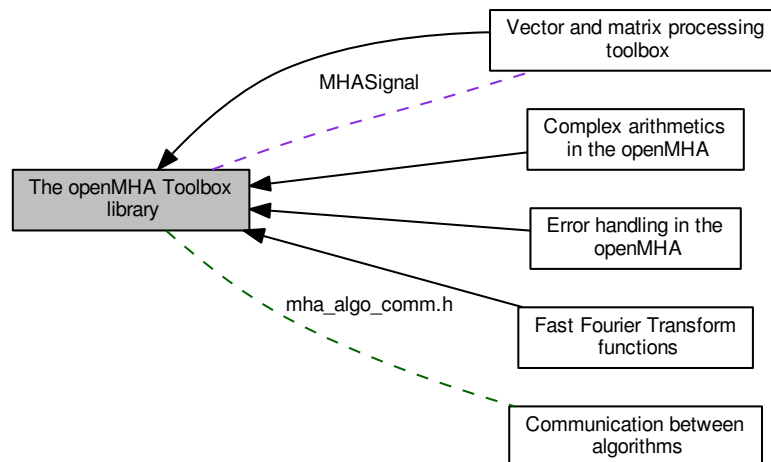 Vector and matrix processing
toolbox
MHASignal
Complex arithmetics
in the openMHA
The openMHA Toolbox
library
Error handling in the
openMHA
mha_algo_comm.h
Fast Fourier Transform
functions
Communication between
algorithms